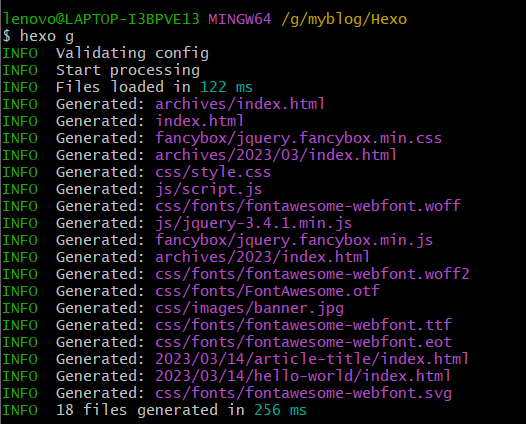 lenovo@LAPTOP-I3BPVE13 MINGW64 /g/myblog/Hexo
$ hexo g
INFO  Validating config
INFO  Start processing
INFO  Files loaded in 122 ms
INFO  Generated: archives/index.html
INFO  Generated: index.html
INFO  Generated: fancybox/jquery.fancybox.min.css
INFO  Generated: archives/2023/03/index.html
INFO  Generated: css/style.css
INFO  Generated: js/script.js
INFO  Generated: css/fonts/fontawesome-webfont.woff
INFO  Generated: js/jquery-3.4.1.min.js
INFO  Generated: fancybox/jquery.fancybox.min.js
INFO  Generated: archives/2023/index.html
INFO  Generated: css/fonts/fontawesome-webfont.woff2
INFO  Generated: css/fonts/FontAwesome.otf
INFO  Generated: css/images/banner.jpg
INFO  Generated: css/fonts/fontawesome-webfont.ttf
INFO  Generated: css/fonts/fontawesome-webfont.eot
INFO  Generated: 2023/03/14/article-title/index.html
INFO  Generated: 2023/03/14/hello-world/index.html
INFO  Generated: css/fonts/fontawesome-webfont.svg
INFO  18 files generated in 256 ms